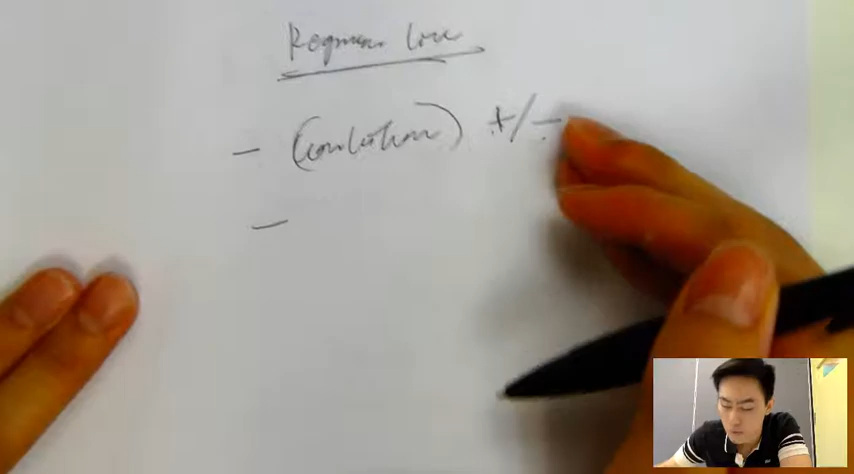 Regression line
- (correlation) +/-
-